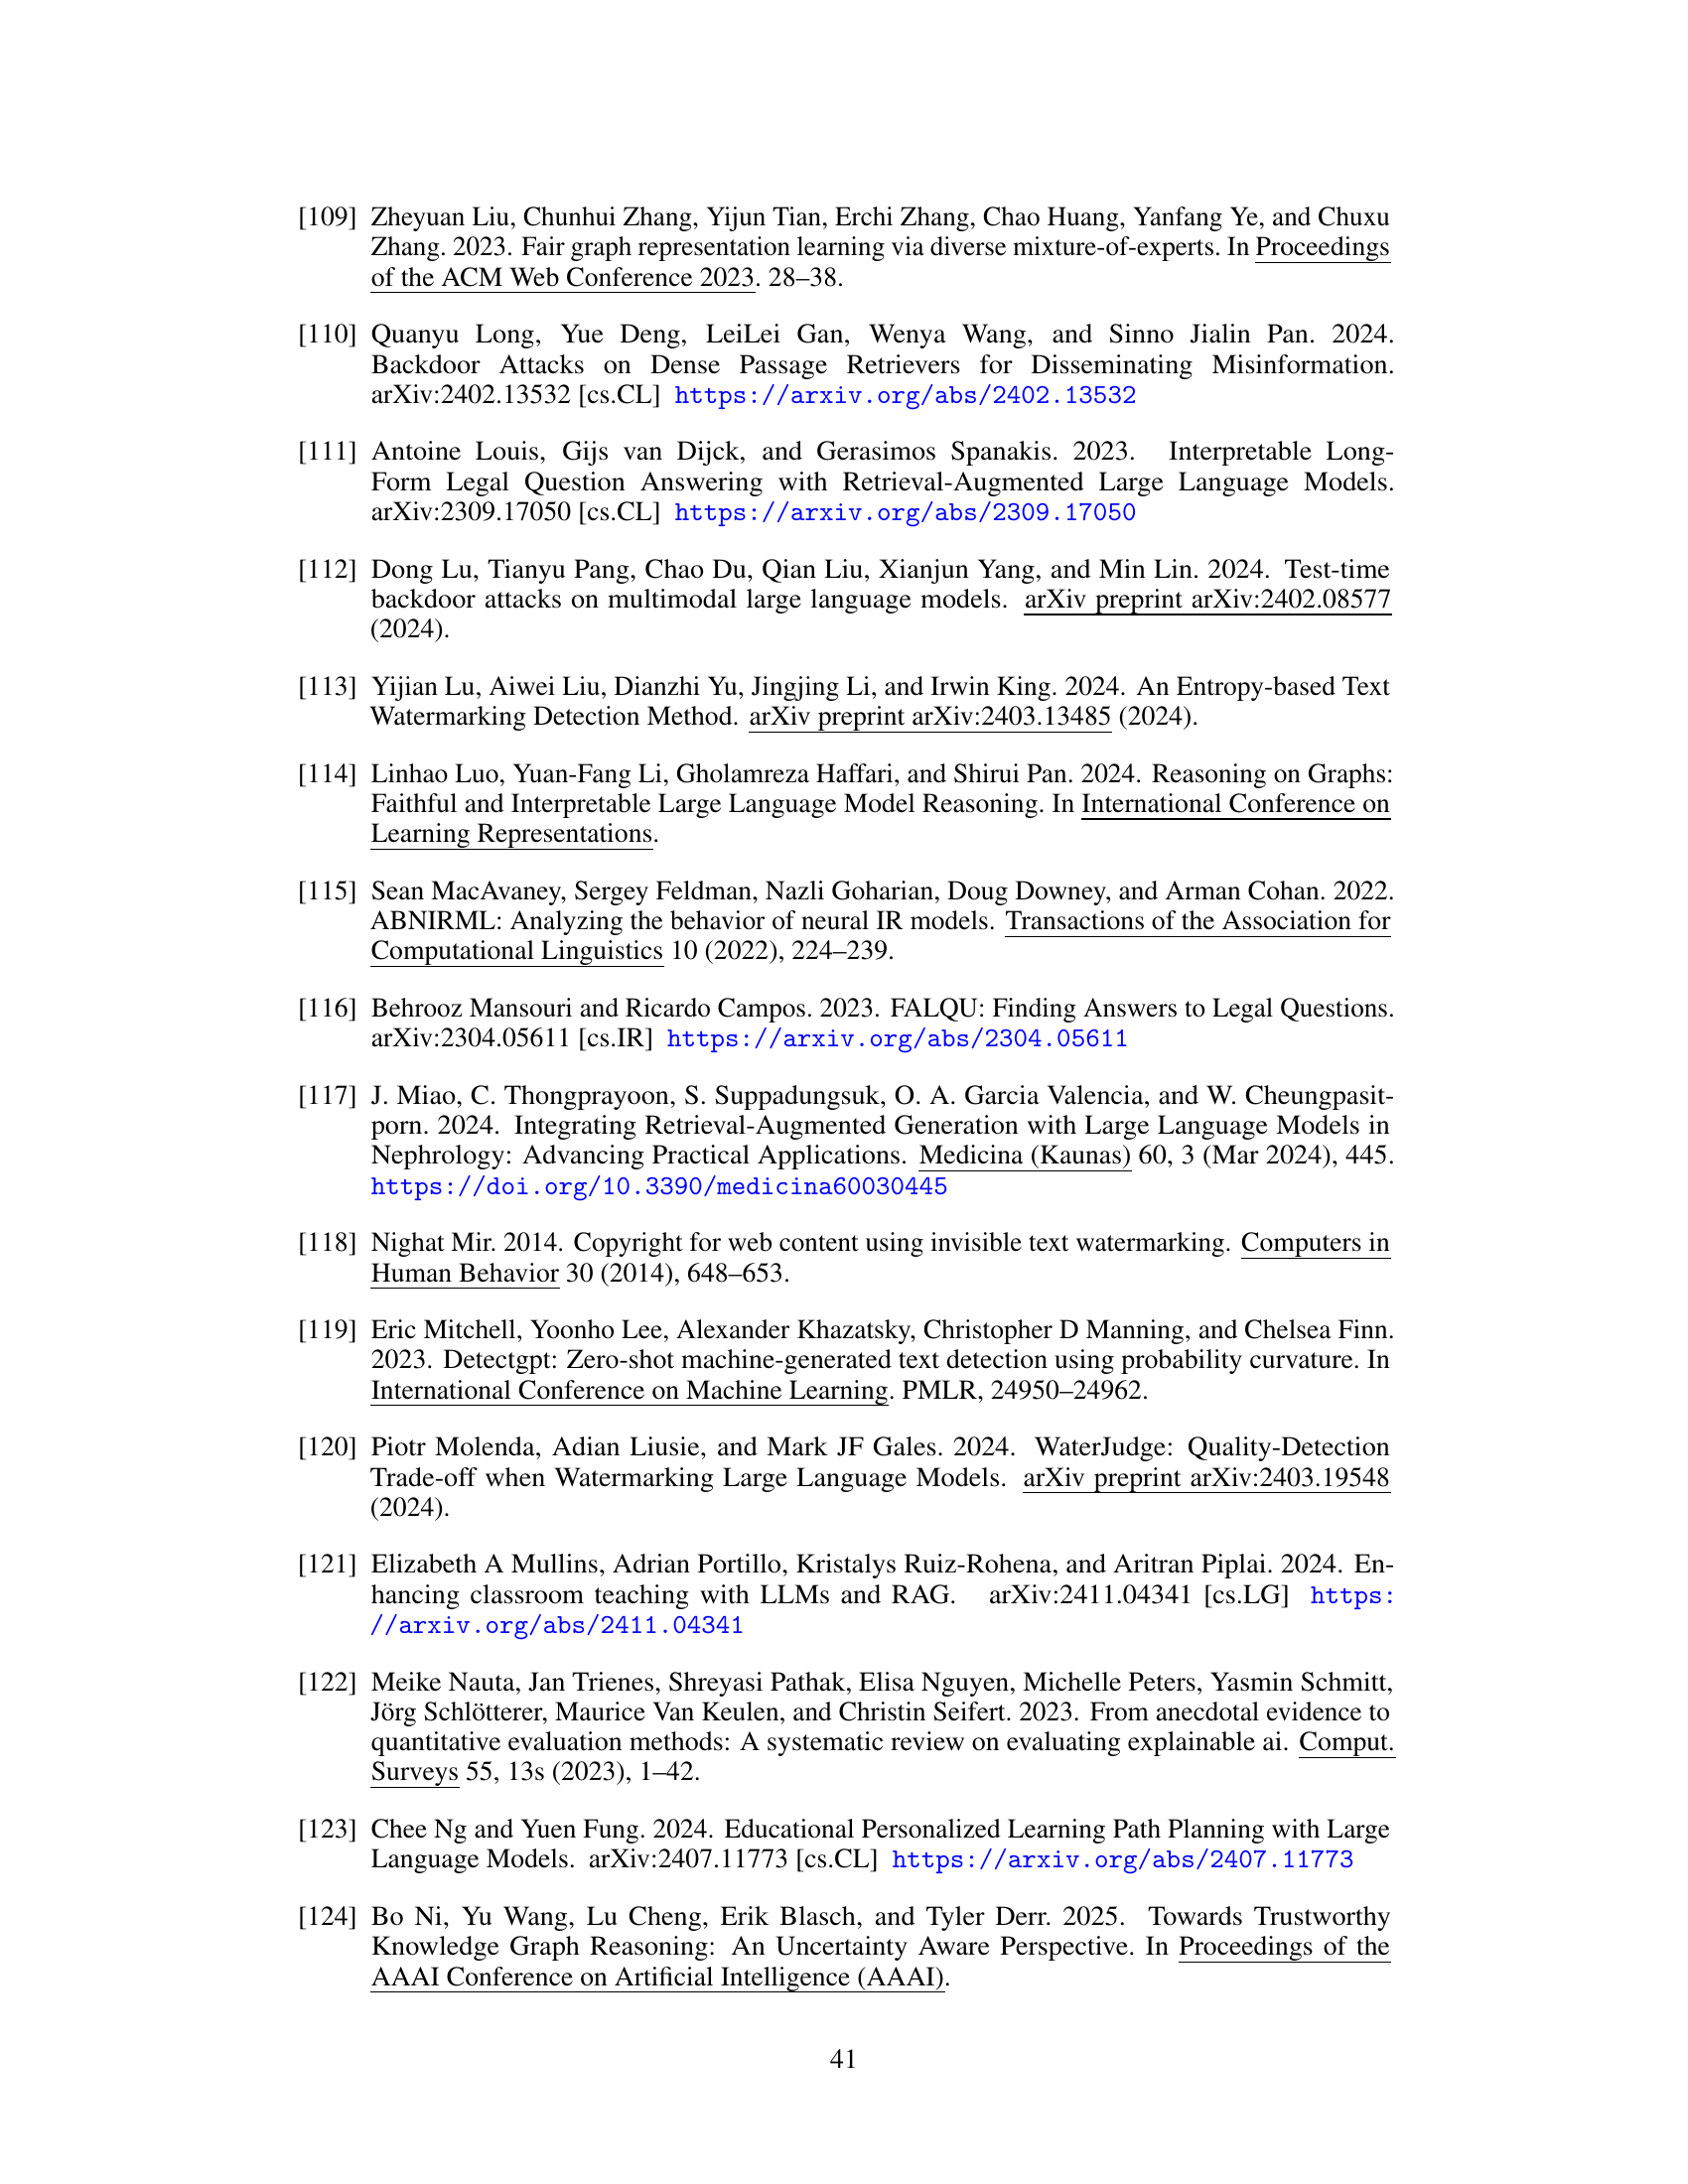 [109] Zheyuan Liu, Chunhui Zhang, Yijun Tian, Erchi Zhang, Chao Huang, Yanfang Ye, and Chuxu
Zhang. 2023. Fair graph representation learning via diverse mixture-of-experts. In Proceedings
of the ACM Web Conference 2023. 28–38.
[110] Quanyu Long, Yue Deng, LeiLei Gan, Wenya Wang, and Sinno Jialin Pan. 2024.
Backdoor Attacks on Dense Passage Retrievers for Disseminating Misinformation.
arXiv:2402.13532 [cs.CL] https://arxiv.org/abs/2402.13532
[111] Antoine Louis, Gijs van Dijck, and Gerasimos Spanakis. 2023. Interpretable Long-
Form Legal Question Answering with Retrieval-Augmented Large Language Models.
arXiv:2309.17050 [cs.CL] https://arxiv.org/abs/2309.17050
[112] Dong Lu, Tianyu Pang, Chao Du, Qian Liu, Xianjun Yang, and Min Lin. 2024. Test-time
backdoor attacks on multimodal large language models. arXiv preprint arXiv:2402.08577
(2024).
[113] Yijian Lu, Aiwei Liu, Dianzhi Yu, Jingjing Li, and Irwin King. 2024. An Entropy-based Text
Watermarking Detection Method. arXiv preprint arXiv:2403.13485 (2024).
[114] Linhao Luo, Yuan-Fang Li, Gholamreza Haffari, and Shirui Pan. 2024. Reasoning on Graphs:
Faithful and Interpretable Large Language Model Reasoning. In International Conference on
Learning Representations.
[115] Sean MacAvaney, Sergey Feldman, Nazli Goharian, Doug Downey, and Arman Cohan. 2022.
ABNIRML: Analyzing the behavior of neural IR models. Transactions of the Association for
Computational Linguistics 10 (2022), 224–239.
[116] Behrooz Mansouri and Ricardo Campos. 2023. FALQU: Finding Answers to Legal Questions.
arXiv:2304.05611 [cs.IR] https://arxiv.org/abs/2304.05611
[117] J. Miao, C. Thongprayoon, S. Suppadungsuk, O. A. Garcia Valencia, and W. Cheungpasit-
porn. 2024. Integrating Retrieval-Augmented Generation with Large Language Models in
Nephrology: Advancing Practical Applications. Medicina (Kaunas) 60, 3 (Mar 2024), 445.
https://doi.org/10.3390/medicina60030445
[118] Nighat Mir. 2014. Copyright for web content using invisible text watermarking. Computers in
Human Behavior 30 (2014), 648–653.
[119] Eric Mitchell, Yoonho Lee, Alexander Khazatsky, Christopher D Manning, and Chelsea Finn.
2023. Detectgpt: Zero-shot machine-generated text detection using probability curvature. In
International Conference on Machine Learning. PMLR, 24950–24962.
[120] Piotr Molenda, Adian Liusie, and Mark JF Gales. 2024. WaterJudge: Quality-Detection
Trade-off when Watermarking Large Language Models. arXiv preprint arXiv:2403.19548
(2024).
[121] Elizabeth A Mullins, Adrian Portillo, Kristalys Ruiz-Rohena, and Aritran Piplai. 2024. En-
hancing classroom teaching with LLMs and RAG. arXiv:2411.04341 [cs.LG] https:
//arxiv.org/abs/2411.04341
[122] Meike Nauta, Jan Trienes, Shreyasi Pathak, Elisa Nguyen, Michelle Peters, Yasmin Schmitt,
Jörg Schlötterer, Maurice Van Keulen, and Christin Seifert. 2023. From anecdotal evidence to
quantitative evaluation methods: A systematic review on evaluating explainable ai. Comput.
Surveys 55, 13s (2023), 1–42.
[123] Chee Ng and Yuen Fung. 2024. Educational Personalized Learning Path Planning with Large
Language Models. arXiv:2407.11773 [cs.CL] https://arxiv.org/abs/2407.11773
[124] Bo Ni, Yu Wang, Lu Cheng, Erik Blasch, and Tyler Derr. 2025. Towards Trustworthy
Knowledge Graph Reasoning: An Uncertainty Aware Perspective. In Proceedings of the
AAAI Conference on Artificial Intelligence (AAAI).
41